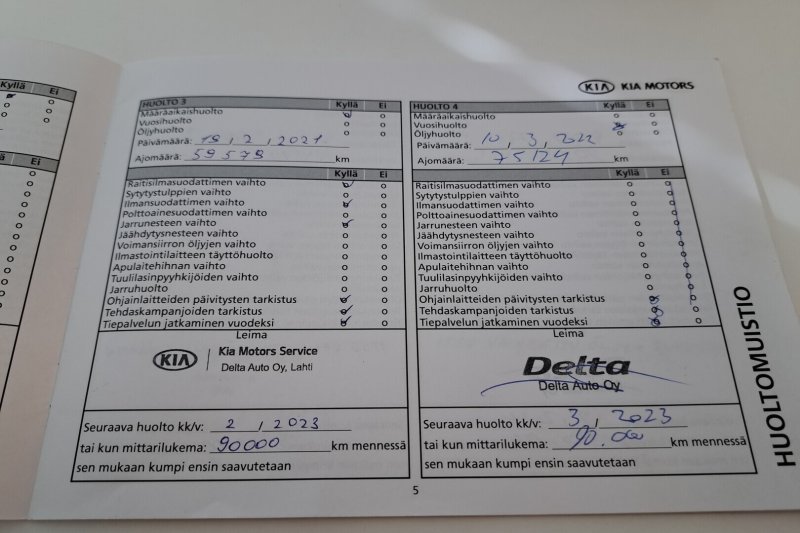 Kyllä Ei
KIA KIA MOTORS
HUOLTO 3 Kyllä Ei
Määräaikaishuolto
Vuosihuolto
Öljyhuolto
Päivämäärä: 2 / 2021
Ajomäärä: 59579 km
Kyllä Ei
Raitisilmasuodattimen vaihto
Sytytystulppien vaihto
Ilmansuodattimen vaihto
Polttoainesuodattimen vaihto
Jarrunesteen vaihto
Jäähdytysnesteen vaihto
Voimansiirron öljyjen vaihto
Ilmastointilaitteen täyttöhuolto
Apulaitehihnan vaihto
Tuulilasinpyyhkijöiden vaihto
Jarruhuolto
Ohjainlaitteiden päivitysten tarkistus
Tehdaskampanjoiden tarkistus
Tiepalvelun jatkaminen vuodeksi
Leima
KIA Kia Motors Service
Delta Auto Oy, Lahti
Seuraava huolto kk/v: 2 , 2023
tai kun mittarilukema: 90000 km mennessä
sen mukaan kumpi ensin saavutetaan
HUOLTO 4 Kyllä Ei
Määräaikaishuolto
Vuosihuolto
Öljyhuolto
Päivämäärä: 10 , 3 , 2022
Ajomäärä: 75124 km
Kyllä Ei
Raitisilmasuodattimen vaihto
Sytytystulppien vaihto
Ilmansuodattimen vaihto
Polttoainesuodattimen vaihto
Jarrunesteen vaihto
Jäähdytysnesteen vaihto
Voimansiirron öljyjen vaihto
Ilmastointilaitteen täyttöhuolto
Apulaitehihnan vaihto
Tuulilasinpyyhkijöiden vaihto
Jarruhuolto
Ohjainlaitteiden päivitysten tarkistus
Tehdaskampanjoiden tarkistus
Tiepalvelun jatkaminen vuodeksi
Leima
Delta
Delta Auto Oy
Seuraava huolto kk/v: 3 , 2023
tai kun mittarilukema: 90.000 km mennessä
sen mukaan kumpi ensin saavutetaan
HUOLTOMUISTIO
5
Kyllä Ei